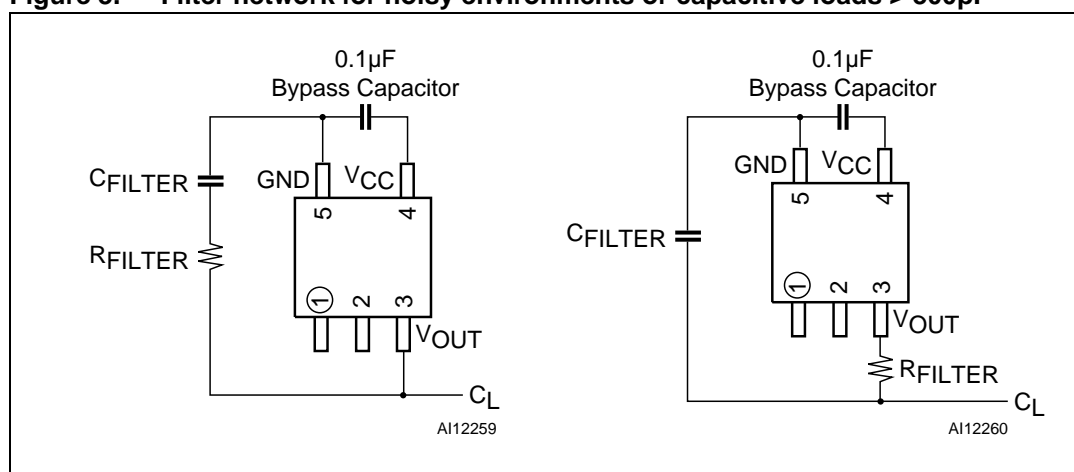 Figure 3. Filter network for noisy environments or capacitive loads > 300pF
0.1µF
Bypass Capacitor
GND
VCC
CFILTER
5
4
RFILTER
1
2
3
VOUT
CL
AI12259
0.1µF
Bypass Capacitor
GND
VCC
5
4
CFILTER
1
2
3
VOUT
RFILTER
CL
AI12260